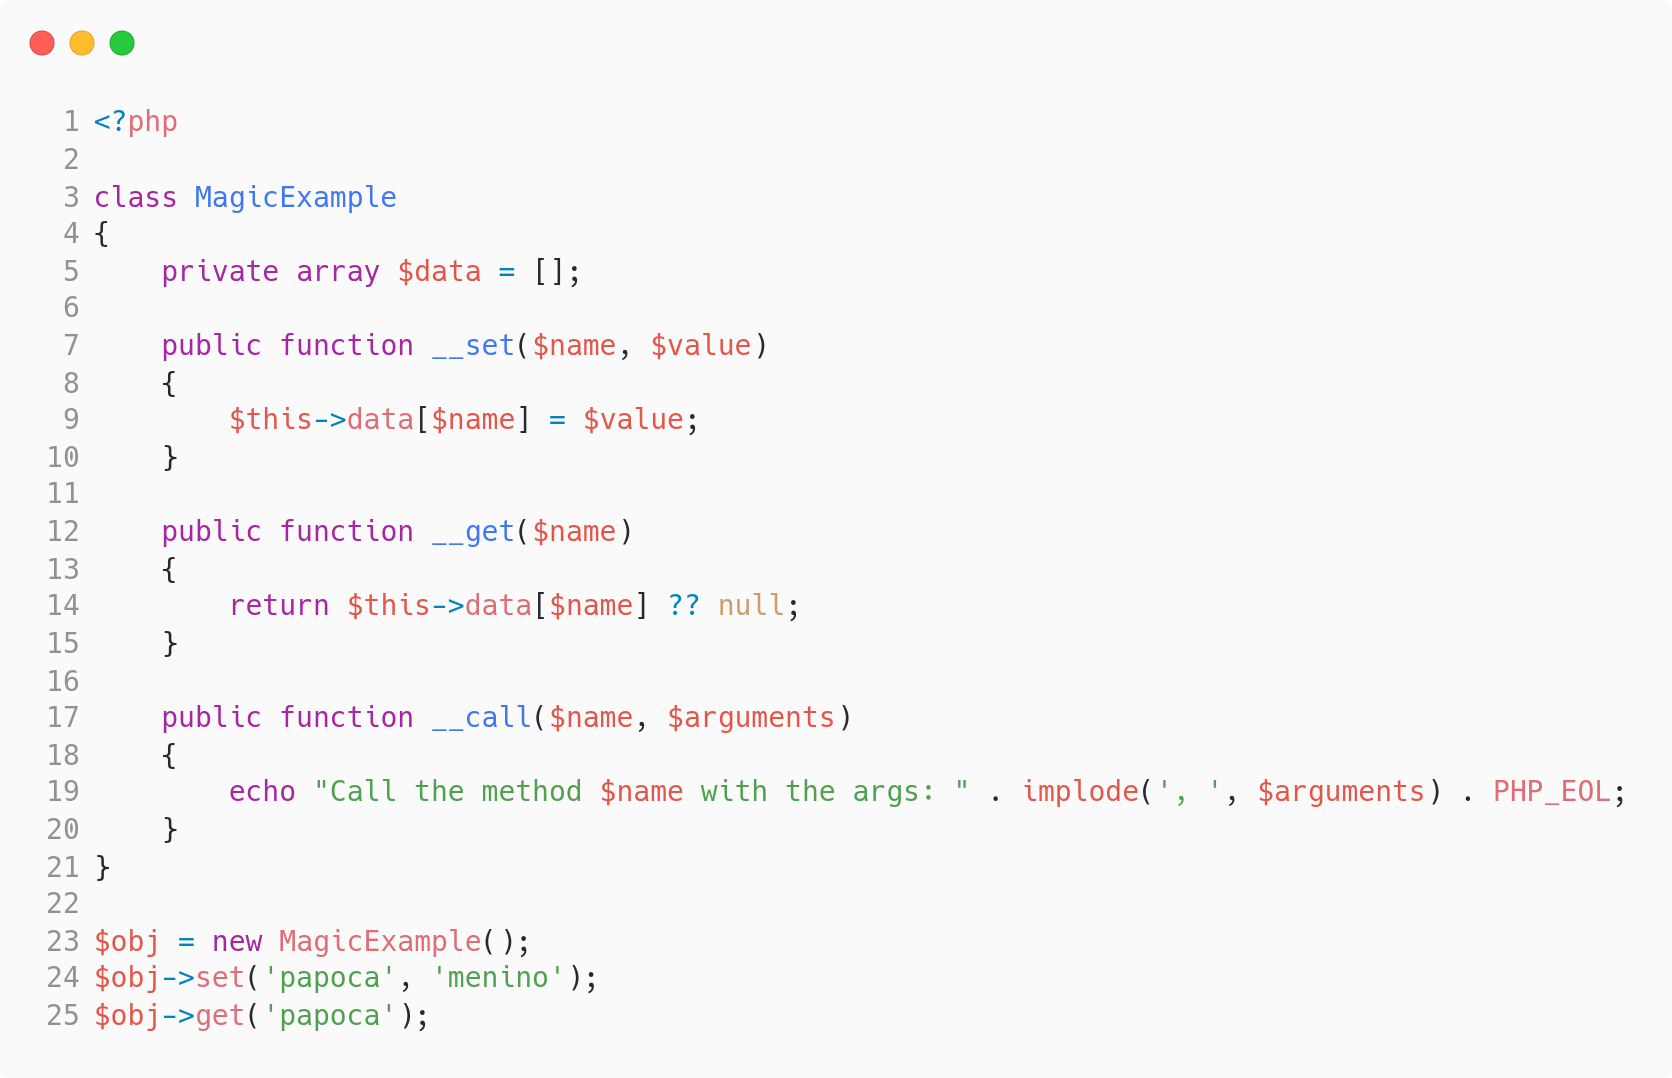 1 <?php
2
3 class MagicExample
4 {
5     private array $data = [];
6
7     public function __set($name, $value)
8     {
9         $this->data[$name] = $value;
10     }
11
12     public function __get($name)
13     {
14         return $this->data[$name] ?? null;
15     }
16
17     public function __call($name, $arguments)
18     {
19         echo "Call the method $name with the args: " . implode(', ', $arguments) . PHP_EOL;
20     }
21 }
22
23 $obj = new MagicExample();
24 $obj->set('papoca', 'menino');
25 $obj->get('papoca');